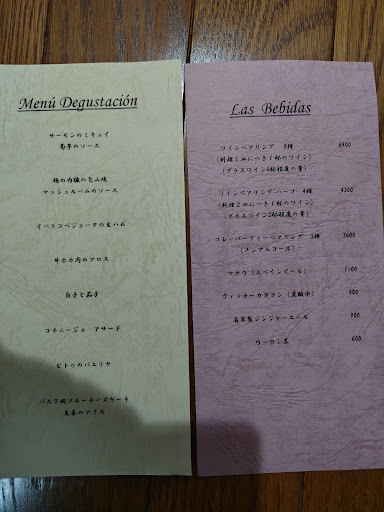 Menú Degustación
サーモンのミキュイ
筍芋のソース
鶏の内臓の包み焼
マッシュルームのソース
イベリコベジョータの生ハム
牛ホホ肉のアロス
白子と茄子
コチニージョ アサード
ピトゥのパエリヤ
バスク風ブルーチーズケーキ
生姜のアイス
Las Bebidas
ワインペアリング 8種 6900
(料理1皿につき1杯のワイン)
(グラスワイン4杯程度の量)
ワインペアリングハーフ 4種 4300
(料理2皿につき1杯のワイン)
(グラスワイン2杯程度の量)
フレーバーティーペアリング 3種 3600
(ノンアルコール)
マオウ(スペインビール) 1100
ヴィッチーカタラン(炭酸水) 900
自家製ジンジャーエール 900
ウーロン茶 600